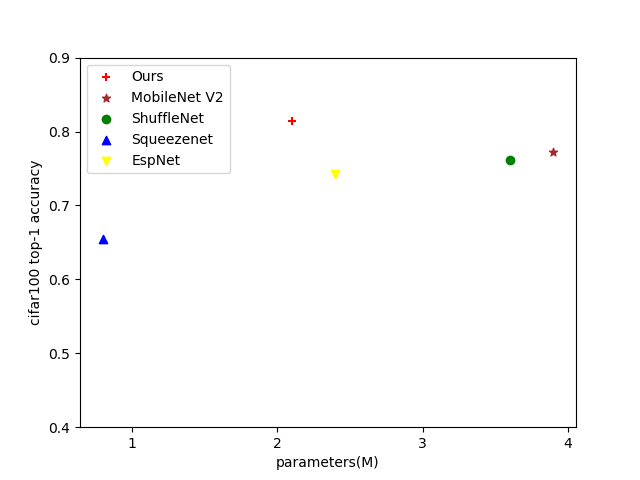 0.9
0.8
0.7
0.6
0.5
0.4
cifar100 top-1 accuracy
Ours
MobileNet V2
ShuffleNet
Squeezenet
EspNet
1
2
3
4
parameters(M)